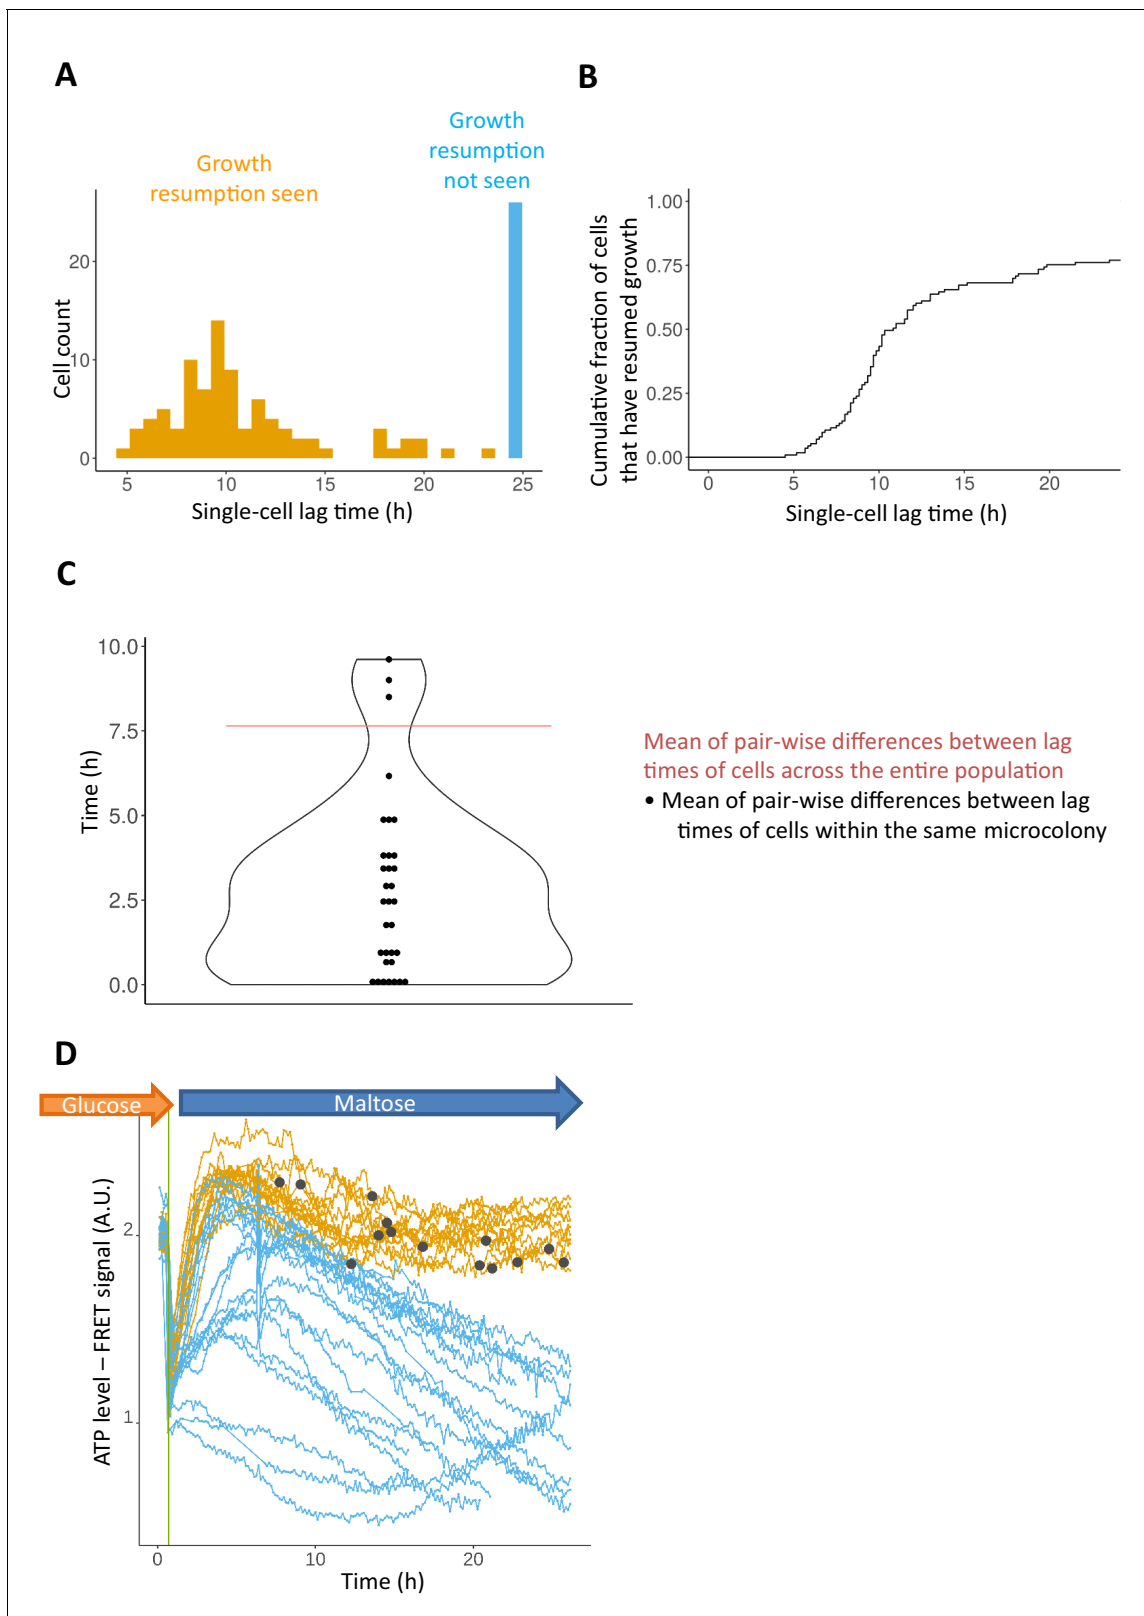 A
Growth
resumption seen
Growth
resumption
not seen
Cell count
20
10
0
5
10
15
20
25
Single-cell lag time (h)
B
Cumulative fraction of cells
that have resumed growth
1.00
0.75
0.50
0.25
0.00
0
5
10
15
20
Single-cell lag time (h)
C
Time (h)
10.0
7.5
5.0
2.5
0.0
Mean of pair-wise differences between lag
times of cells across the entire population
• Mean of pair-wise differences between lag
times of cells within the same microcolony
D
Glucose
Maltose
ATP level – FRET signal (A.U.)
2
1
0
10
20
Time (h)